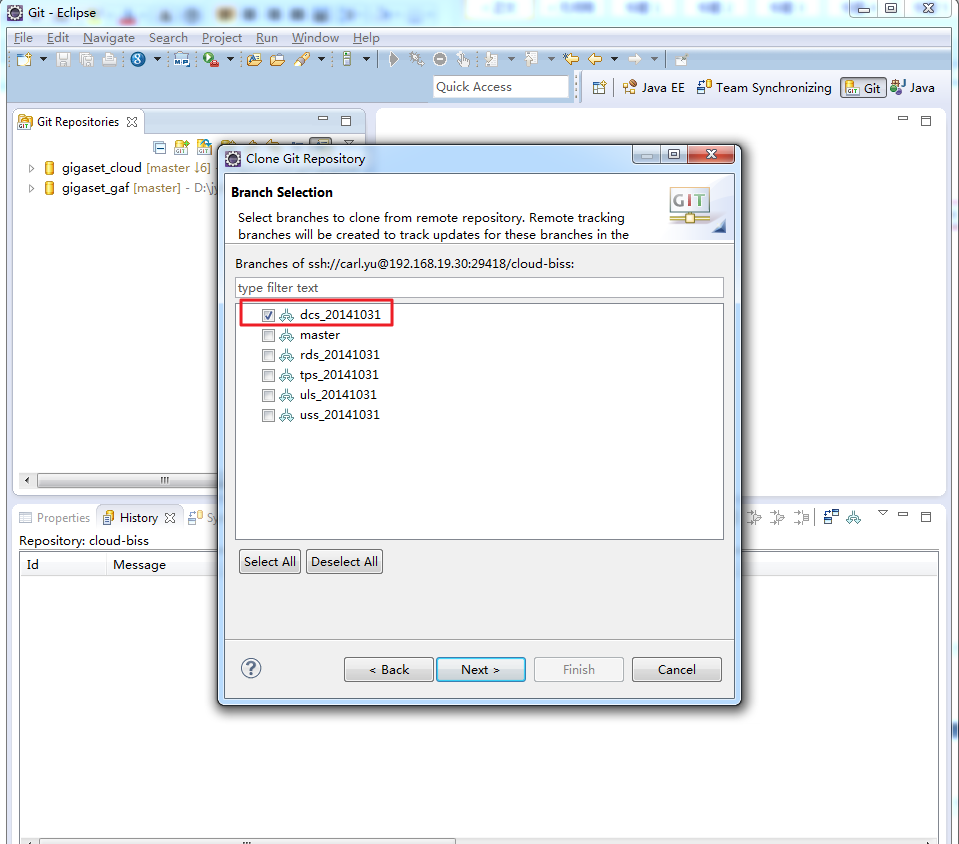 Git - Eclipse
File Edit Navigate Search Project Run Window Help
Quick Access
Java EE Team Synchronizing Git Java
Git Repositories
gigaset_cloud [master ↓6]
gigaset_gaf [master] - D:\
Clone Git Repository
Branch Selection
Select branches to clone from remote repository. Remote tracking
branches will be created to track updates for these branches in the
GIT
Branches of ssh://carl.yu@192.168.19.30:29418/cloud-biss:
type filter text
dcs_20141031
master
rds_20141031
tps_20141031
uls_20141031
uss_20141031
Select All Deselect All
< Back Next > Finish Cancel
Properties History Sy
Repository: cloud-biss
Id Message